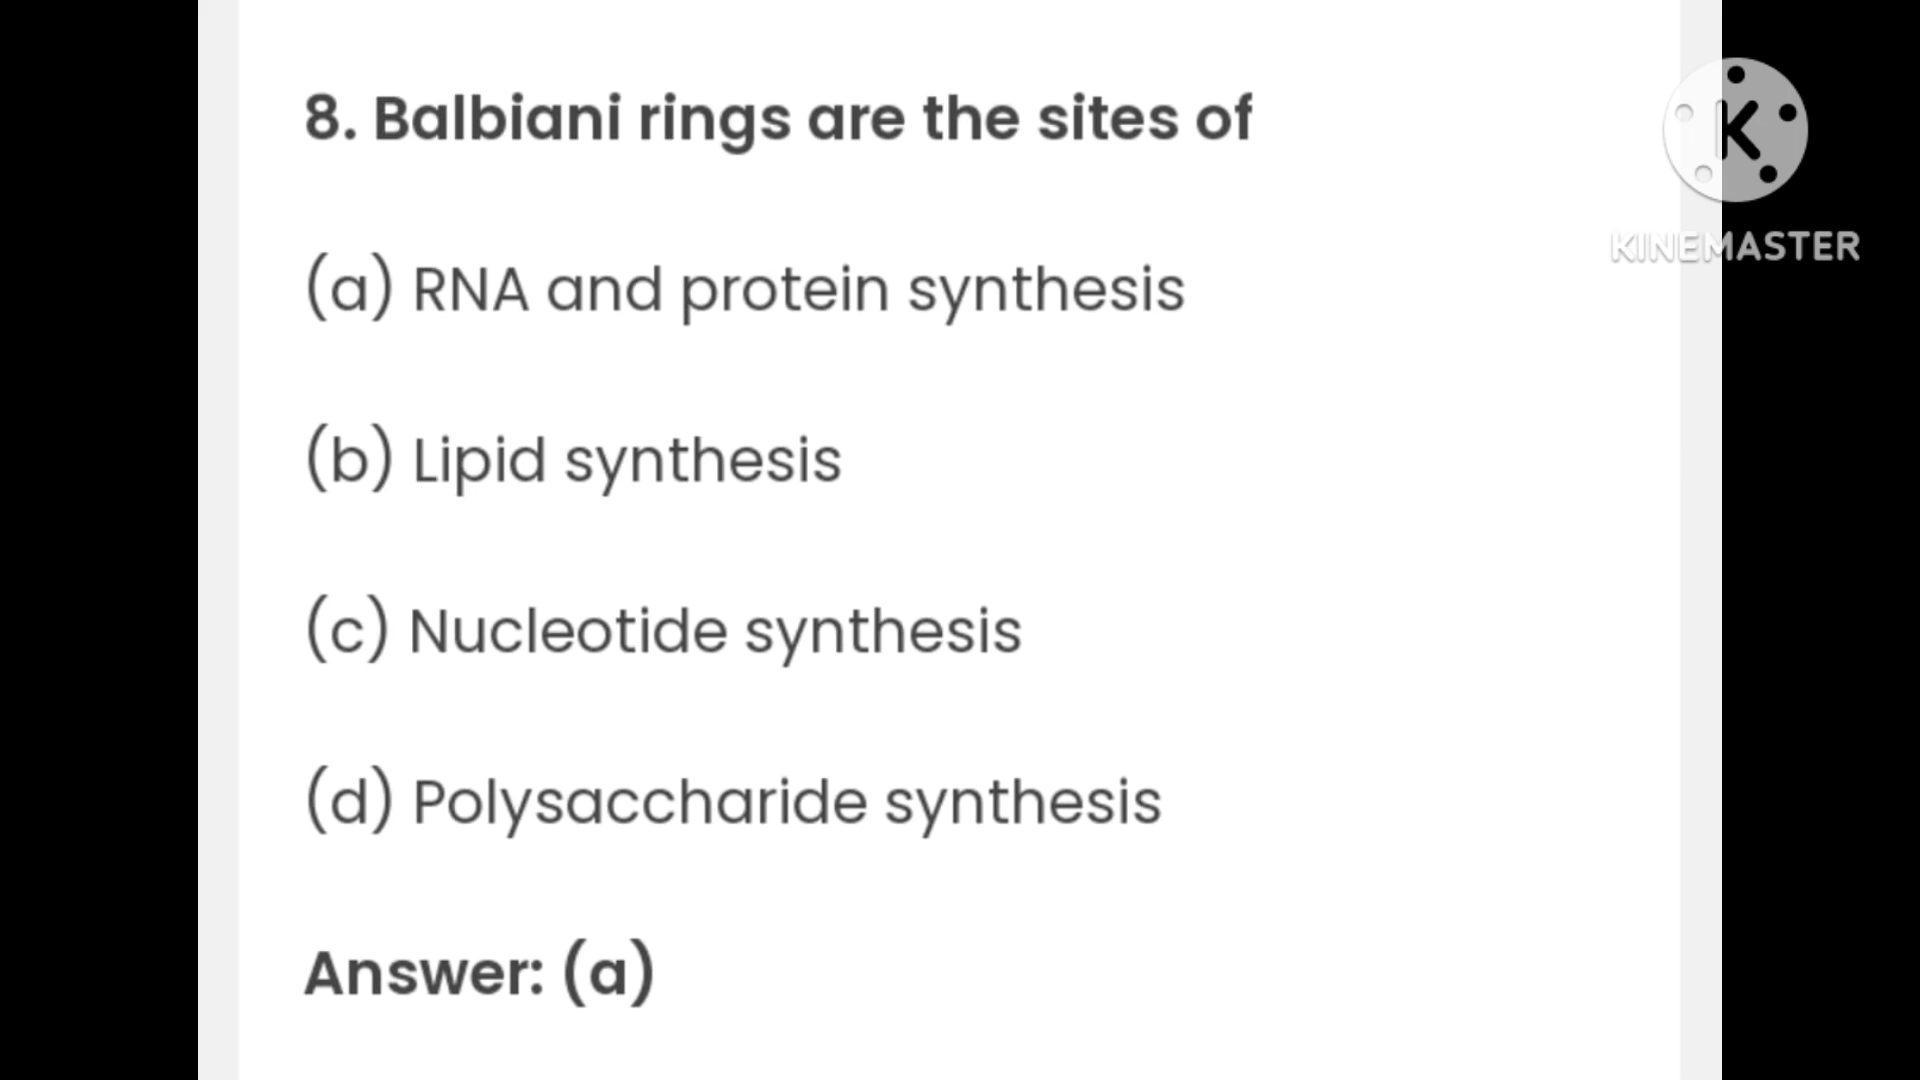 8. Balbiani rings are the sites of
(a) RNA and protein synthesis
(b) Lipid synthesis
(c) Nucleotide synthesis
(d) Polysaccharide synthesis
Answer: (a)
K
KINEMASTER